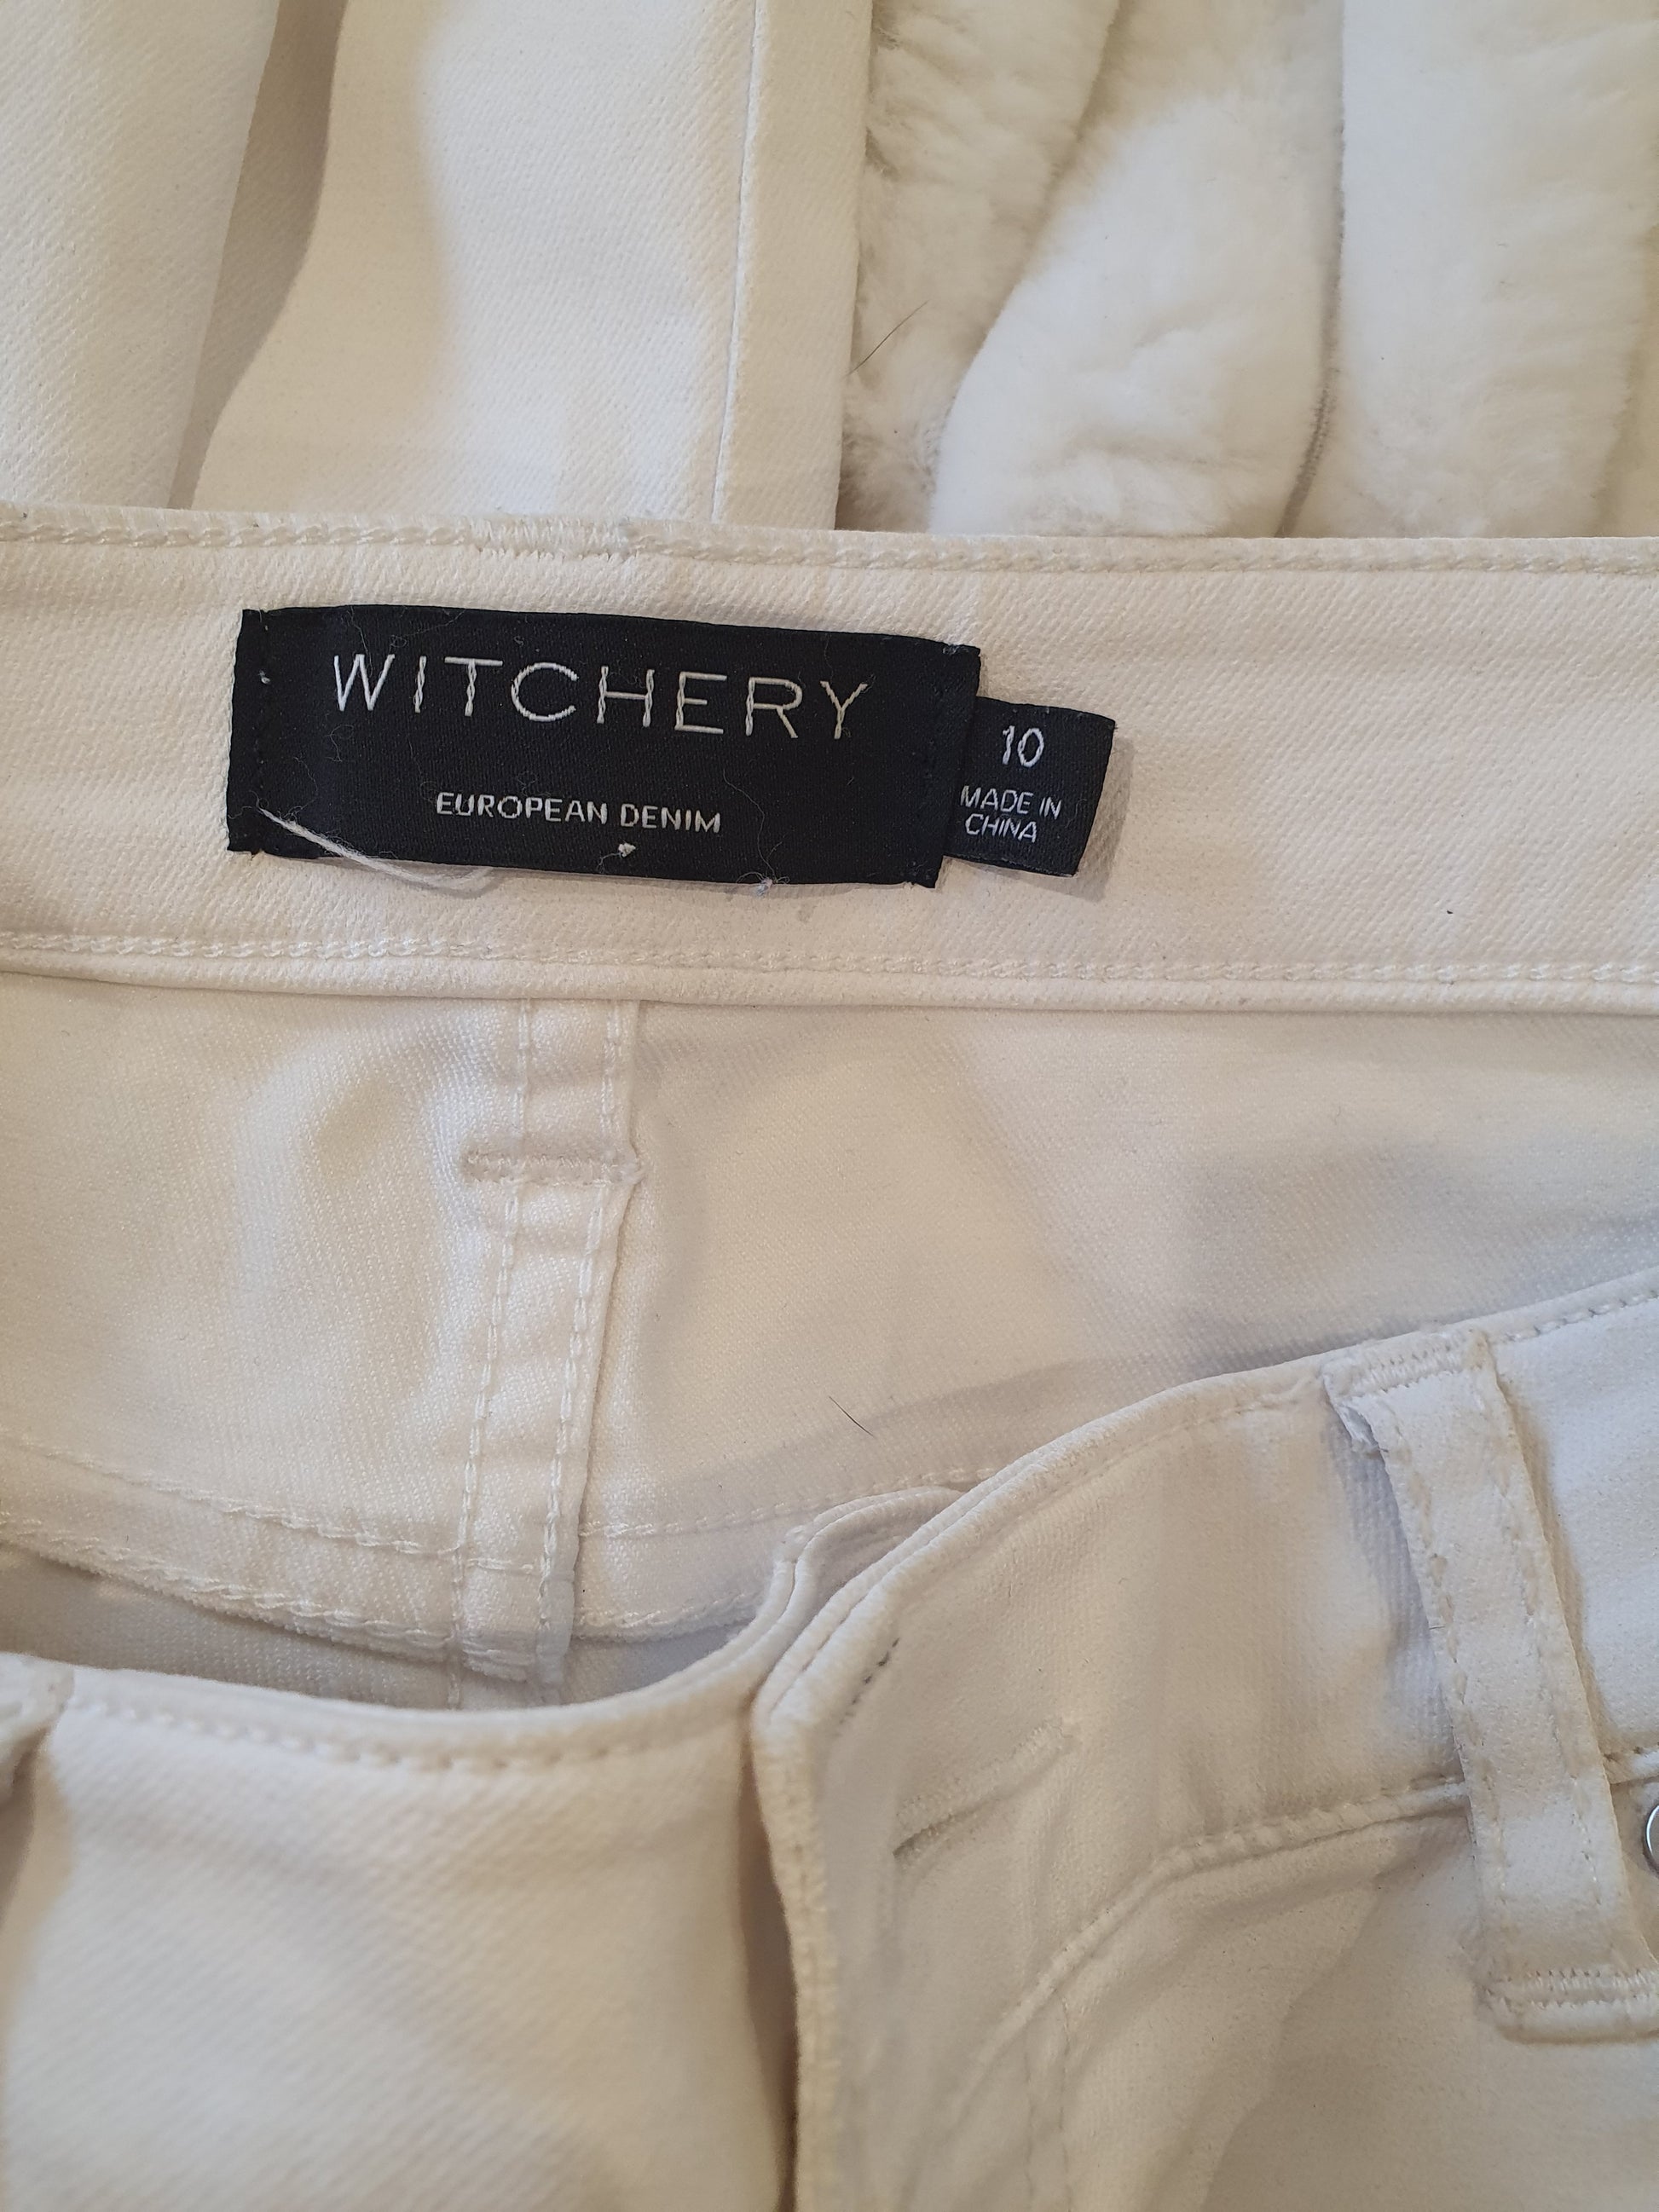 WITCHERY
EUROPEAN DENIM
10
MADE IN
CHINA